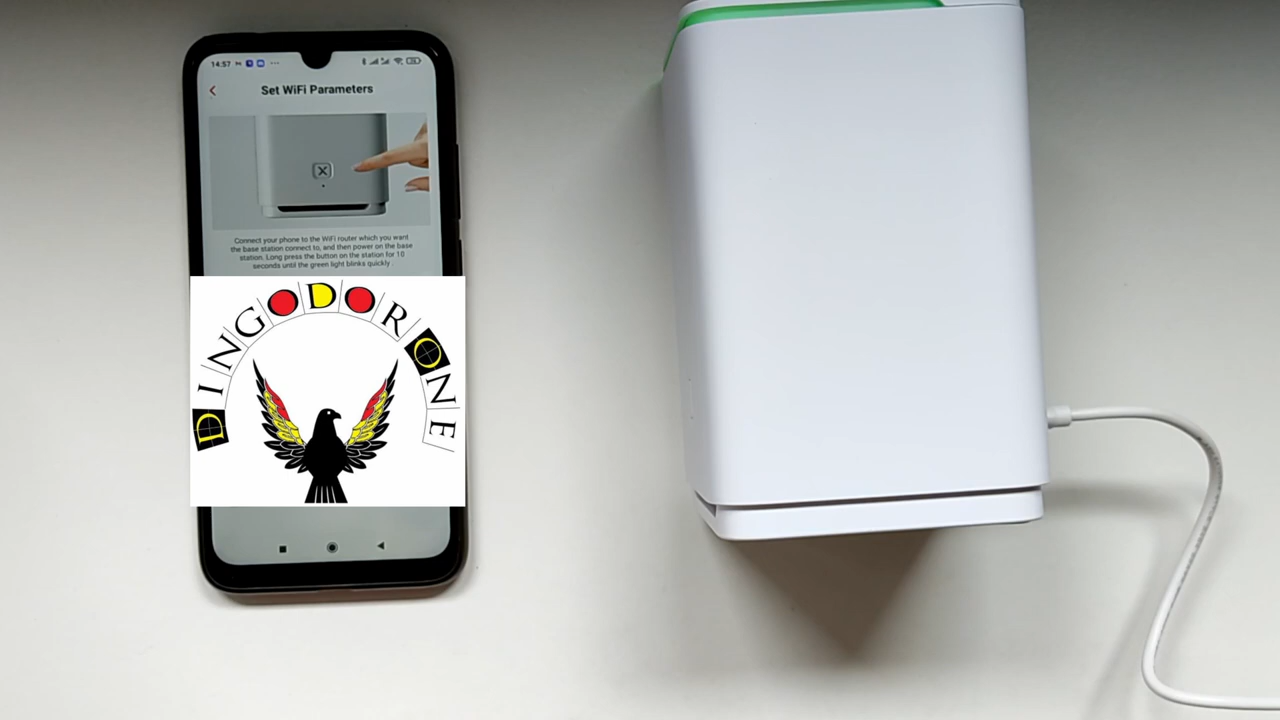 14:57
Set WiFi Parameters
Connect your phone to the WiFi router which you want
the base station connect to, and then power on the base
station. Long press the button on the station for 10
seconds until the green light blinks quickly .
DINGODORONE